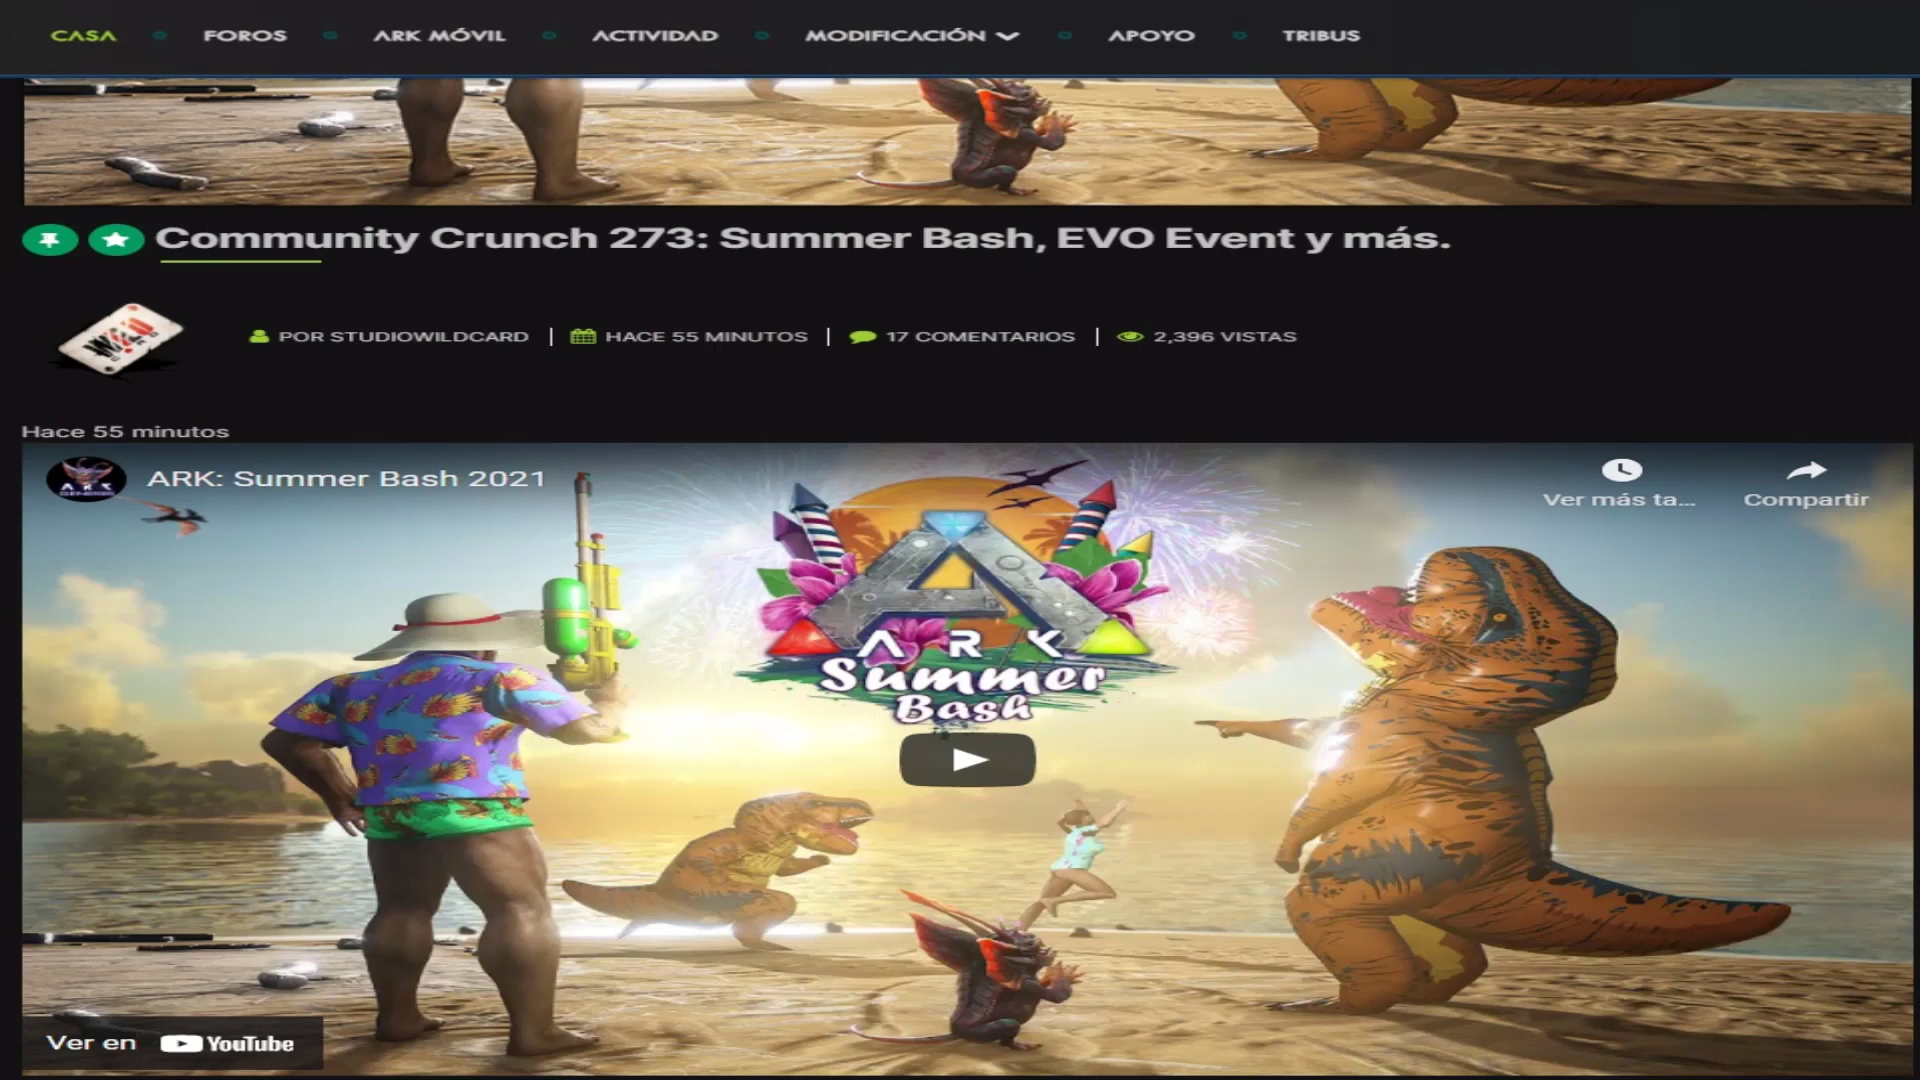 CASA FOROS ARK MÓVIL ACTIVIDAD MODIFICACIÓN APOYO TRIBUS
Community Crunch 273: Summer Bash, EVO Event y más.
POR STUDIOWILDCARD | HACE 55 MINUTOS | 17 COMENTARIOS | 2,396 VISTAS
Hace 55 minutos
ARK: Summer Bash 2021
Ver más ta... Compartir
ARK
Summer
Bash
Ver en YouTube